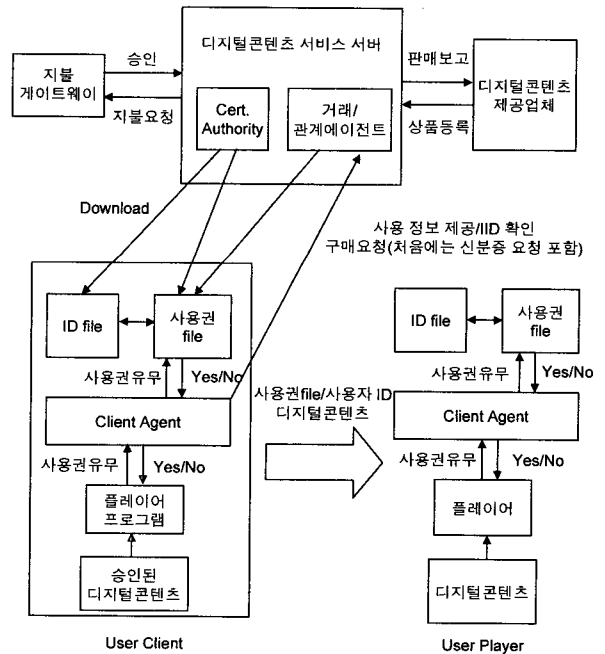 디지털콘텐츠 서비스 서버
승인
지불
게이트웨이
지불요청
Cert.
Authority
거래/
관계에이전트
판매보고
디지털콘텐츠
제공업체
상품등록
Download
사용 정보 제공/IID 확인
구매요청(처음에는 신분증 요청 포함)
ID file
사용권
file
사용권유무
Yes/No
Client Agent
사용권유무
Yes/No
플레이어
프로그램
승인된
디지털콘텐츠
User Client
사용권file/사용자 ID
디지털콘텐츠
ID file
사용권
file
사용권유무
Yes/No
Client Agent
사용권유무
Yes/No
플레이어
디지털콘텐츠
User Player